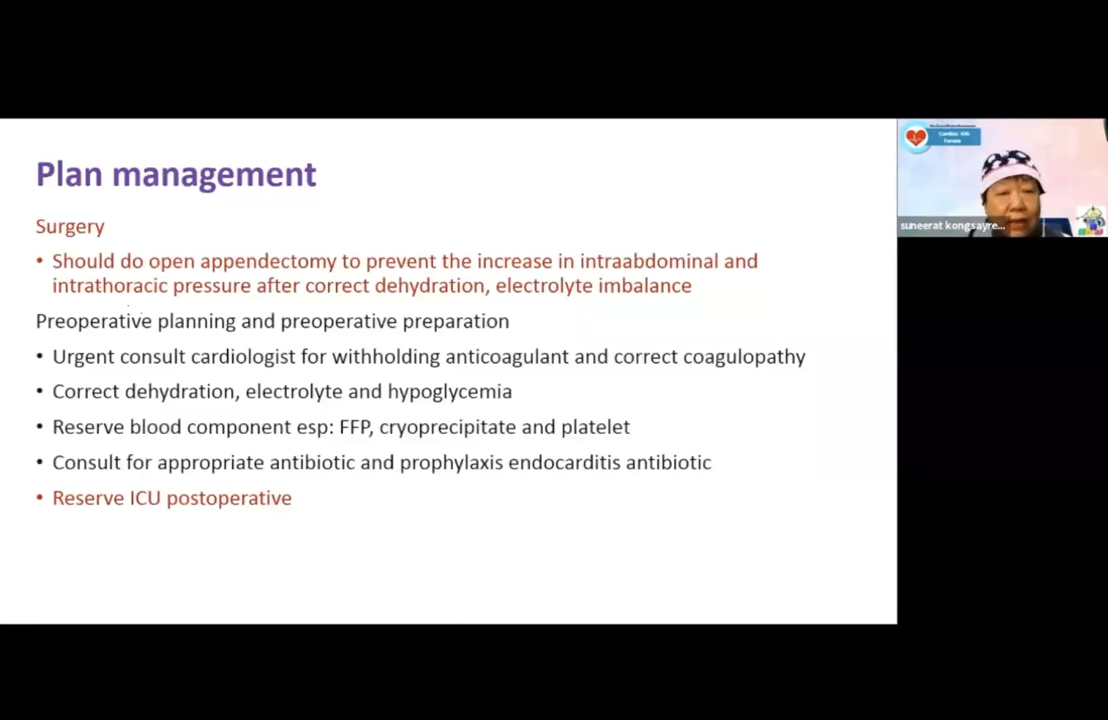 Plan management
Surgery
• Should do open appendectomy to prevent the increase in intraabdominal and
intrathoracic pressure after correct dehydration, electrolyte imbalance
Preoperative planning and preoperative preparation
• Urgent consult cardiologist for withholding anticoagulant and correct coagulopathy
• Correct dehydration, electrolyte and hypoglycemia
• Reserve blood component esp: FFP, cryoprecipitate and platelet
• Consult for appropriate antibiotic and prophylaxis endocarditis antibiotic
• Reserve ICU postoperative
suneerat kongsayre...